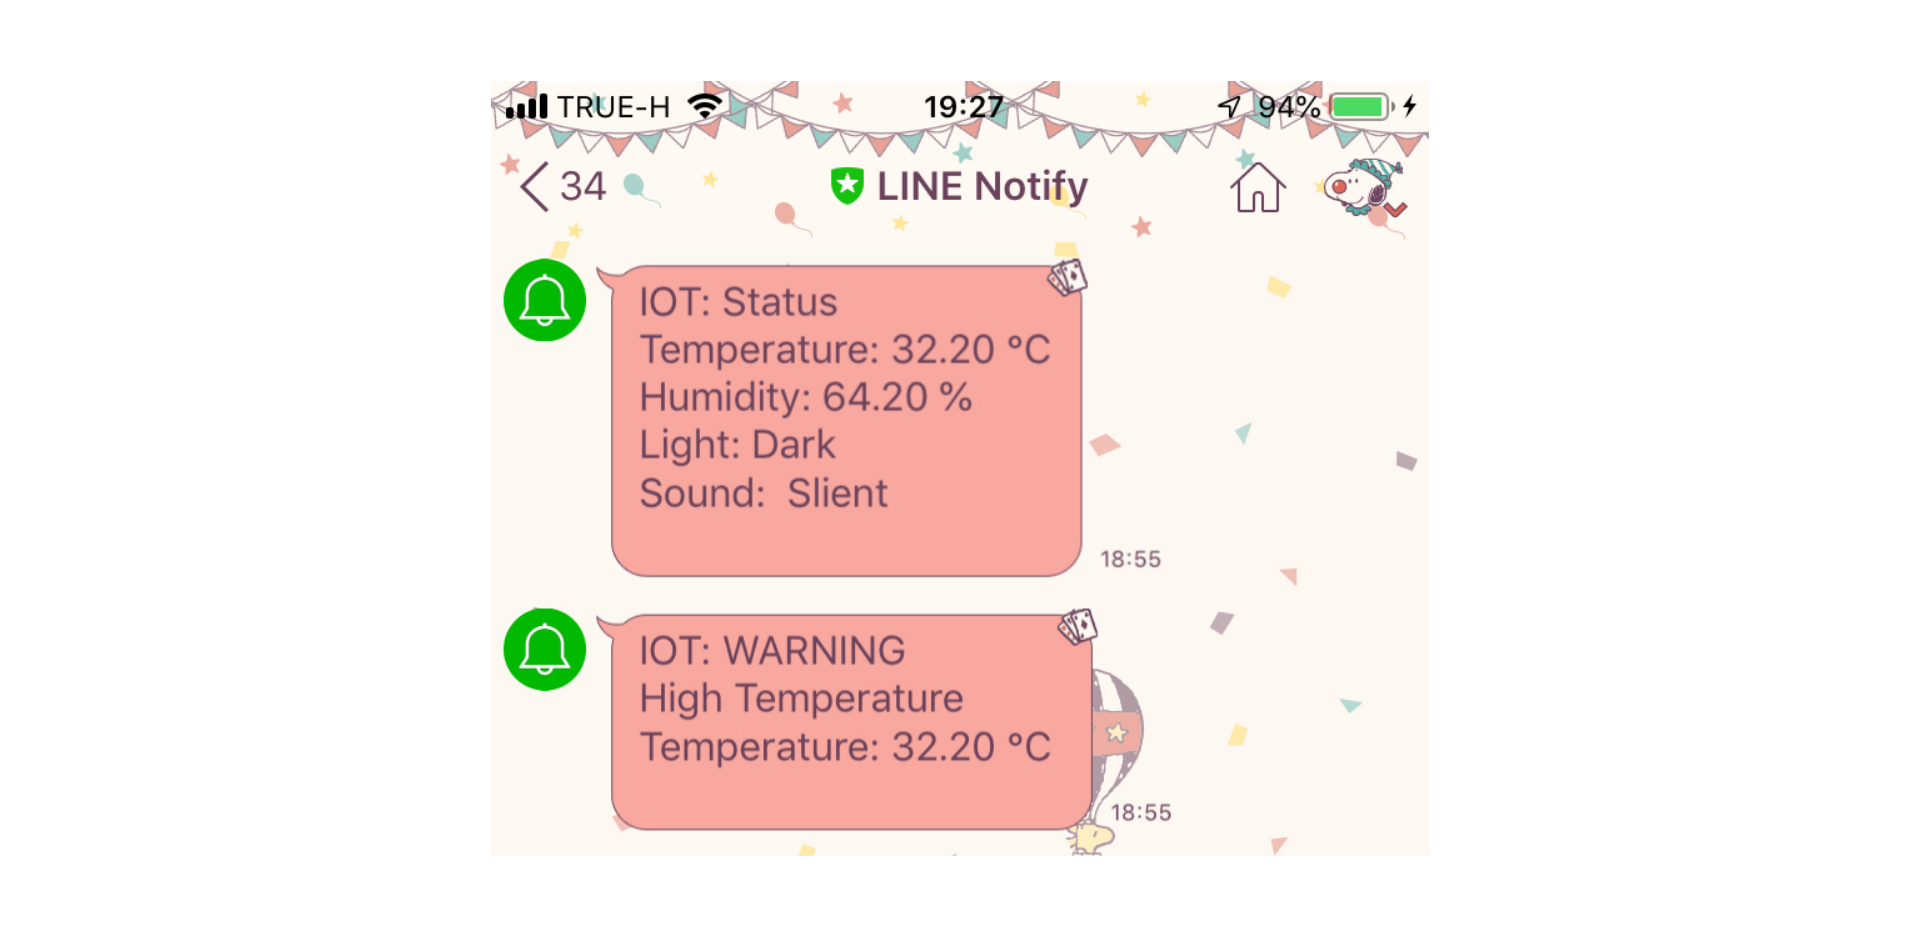 TRUE-H 19:27 94%
34 LINE Notify
IOT: Status
Temperature: 32.20 °C
Humidity: 64.20 %
Light: Dark
Sound:  Slient
18:55
IOT: WARNING
High Temperature
Temperature: 32.20 °C
18:55